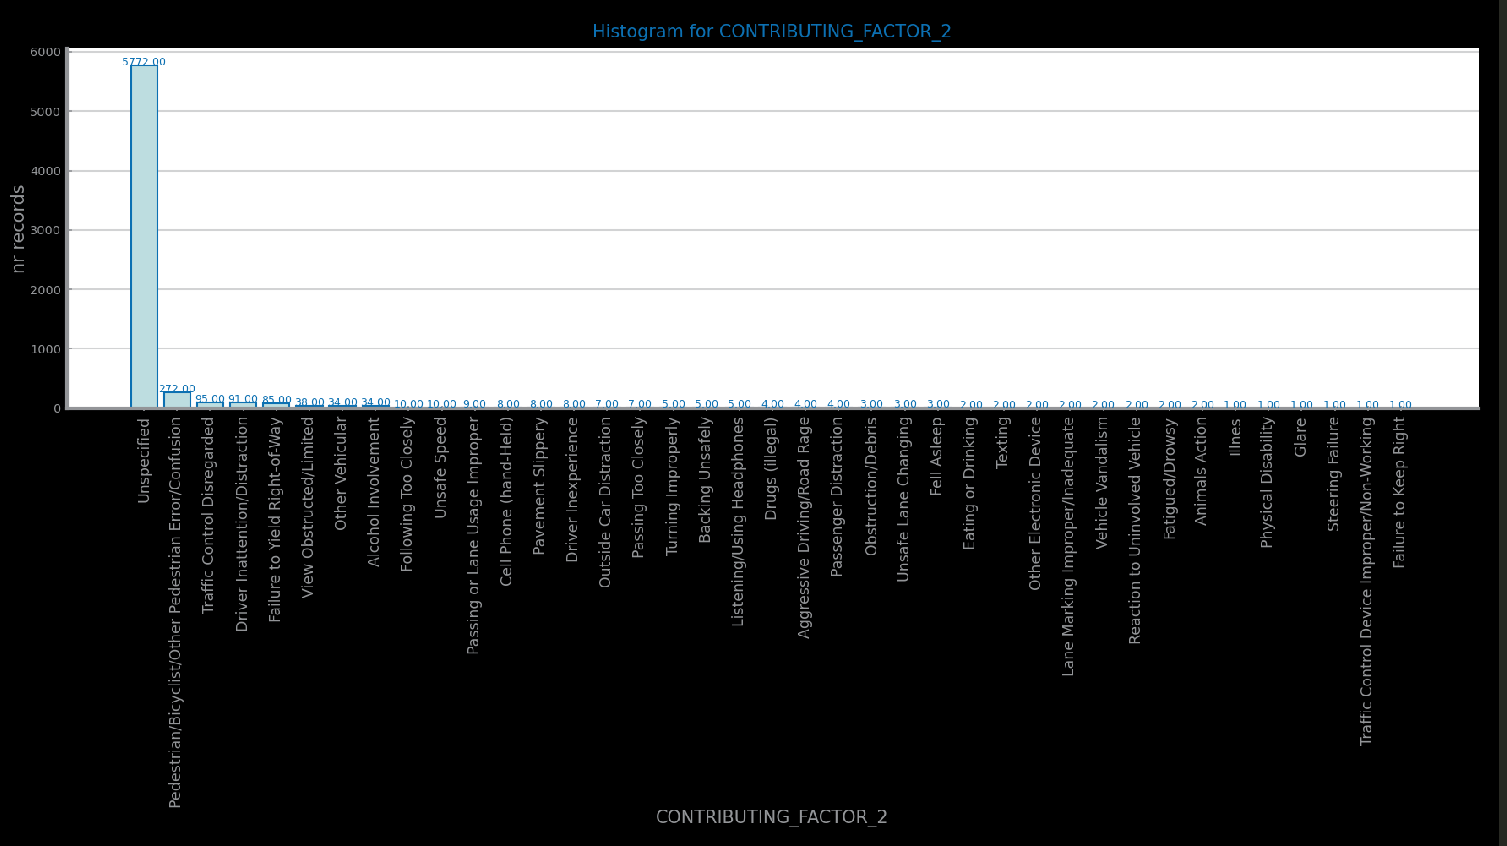 Histogram for CONTRIBUTING_FACTOR_2
6000
5000
4000
3000
2000
1000
0
nr records
5772.00
272.00
95.00
91.00
85.00
38.00
34.00
34.00
10.00
10.00
9.00
8.00
8.00
8.00
7.00
7.00
5.00
5.00
5.00
4.00
4.00
4.00
3.00
3.00
3.00
2.00
2.00
2.00
2.00
2.00
2.00
2.00
2.00
1.00
1.00
1.00
1.00
1.00
1.00
Unspecified
Pedestrian/Bicyclist/Other Pedestrian Error/Confusion
Traffic Control Disregarded
Driver Inattention/Distraction
Failure to Yield Right-of-Way
View Obstructed/Limited
Other Vehicular
Alcohol Involvement
Following Too Closely
Unsafe Speed
Passing or Lane Usage Improper
Cell Phone (hand-Held)
Pavement Slippery
Driver Inexperience
Outside Car Distraction
Passing Too Closely
Turning Improperly
Backing Unsafely
Listening/Using Headphones
Drugs (illegal)
Aggressive Driving/Road Rage
Passenger Distraction
Obstruction/Debris
Unsafe Lane Changing
Fell Asleep
Eating or Drinking
Texting
Other Electronic Device
Lane Marking Improper/Inadequate
Vehicle Vandalism
Reaction to Uninvolved Vehicle
Fatigued/Drowsy
Animals Action
Illnes
Physical Disability
Glare
Steering Failure
Traffic Control Device Improper/Non-Working
Failure to Keep Right
CONTRIBUTING_FACTOR_2